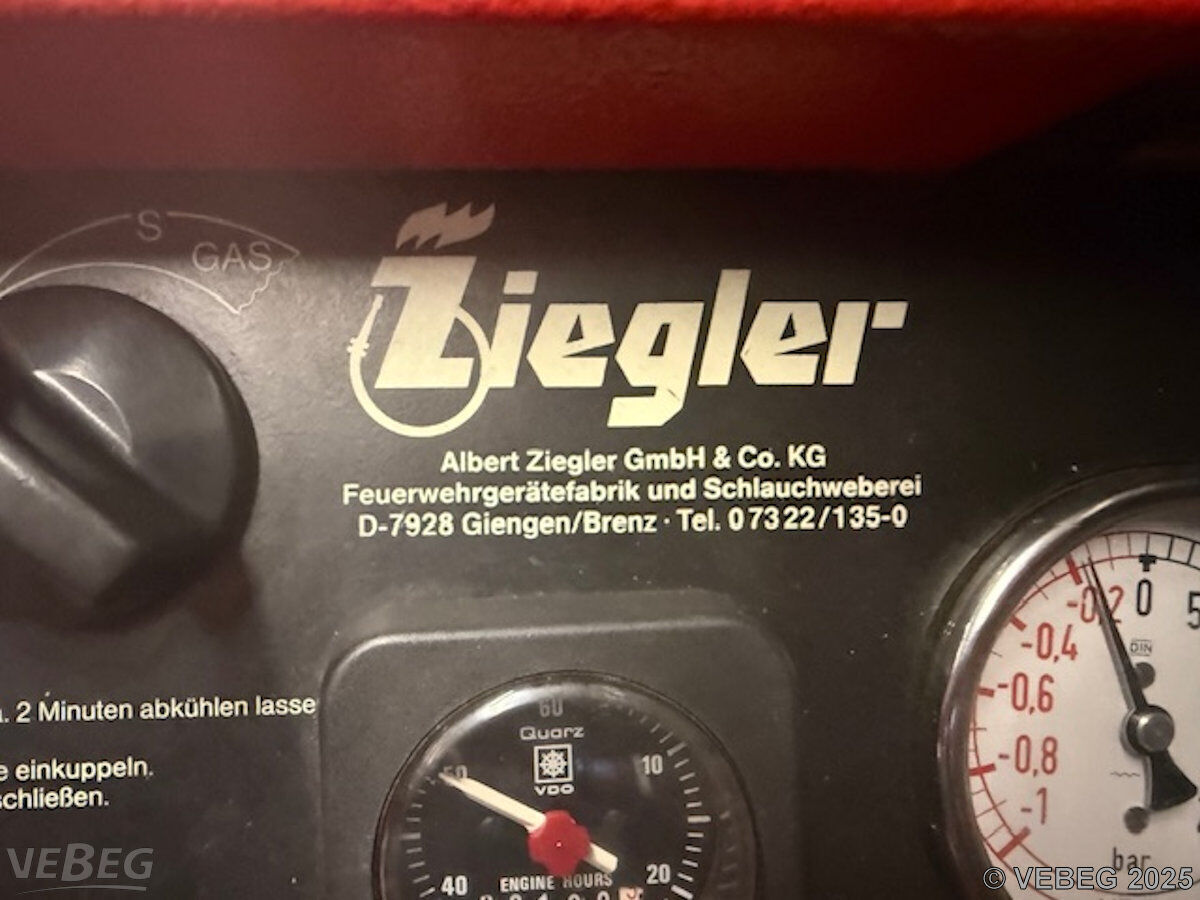 S
GAS
Ziegler
Albert Ziegler GmbH & Co. KG
Feuerwehrgerätefabrik und Schlauchweberei
D-7928 Giengen/Brenz · Tel. 07322/135-0
2 Minuten abkühlen lasse
e einkuppeln.
schließen.
60
Quarz
VDO
50
10
40
20
ENGINE HOURS
-0,2
0
5
-0,4
DIN
-0,6
-0,8
-1
bar
VEBEG
© VEBEG 2025